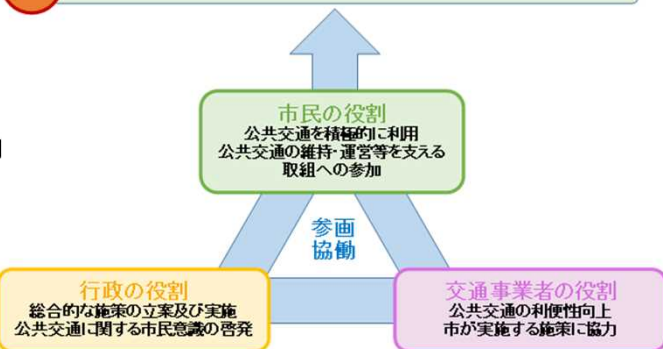 市民の役割
公共交通を積極的に利用
公共交通の維持・運営等を支える
取組への参加
参画
協働
行政の役割
総合的な施策の立案及び実施
公共交通に関する市民意識の啓発
交通事業者の役割
公共交通の利便性向上
市が実施する施策に協力